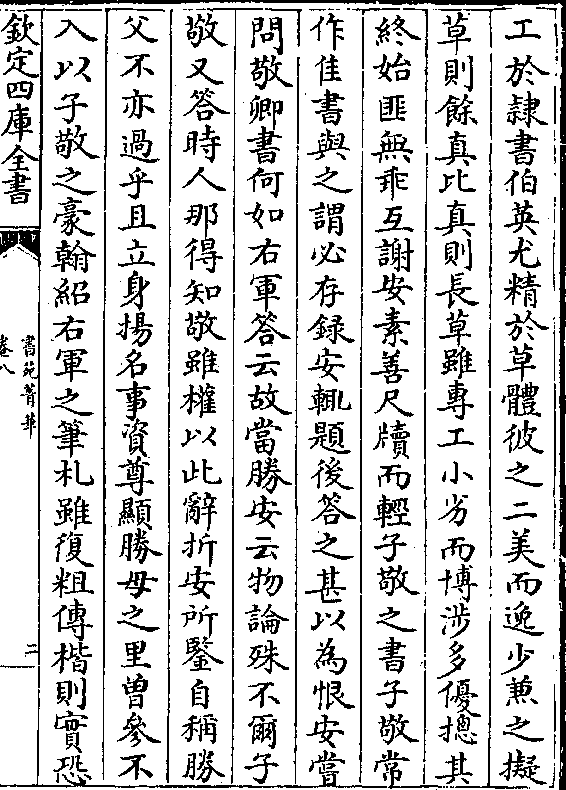 工於隷書伯英尤精於草體彼之二美而逸少兼之擬
草則餘真比真則長草雖專工小劣而博渉多優揔其
終始匪無乖互謝安素善尺牘而輕子敬之書子敬常
作佳書與之謂必存録安輒題後答之甚以為恨安嘗
問敬卿書何如右軍答云故當勝安云物論殊不爾子
敬又答時人那得知敬雖權以此辭折安所鑒自稱勝
父不亦過乎且立身揚名事資尊顯勝母之里曽參不
入以子敬之豪翰紹右軍之筆札雖復粗傳楷則實恐
欽定四庫全書
書苑菁華
卷八
二